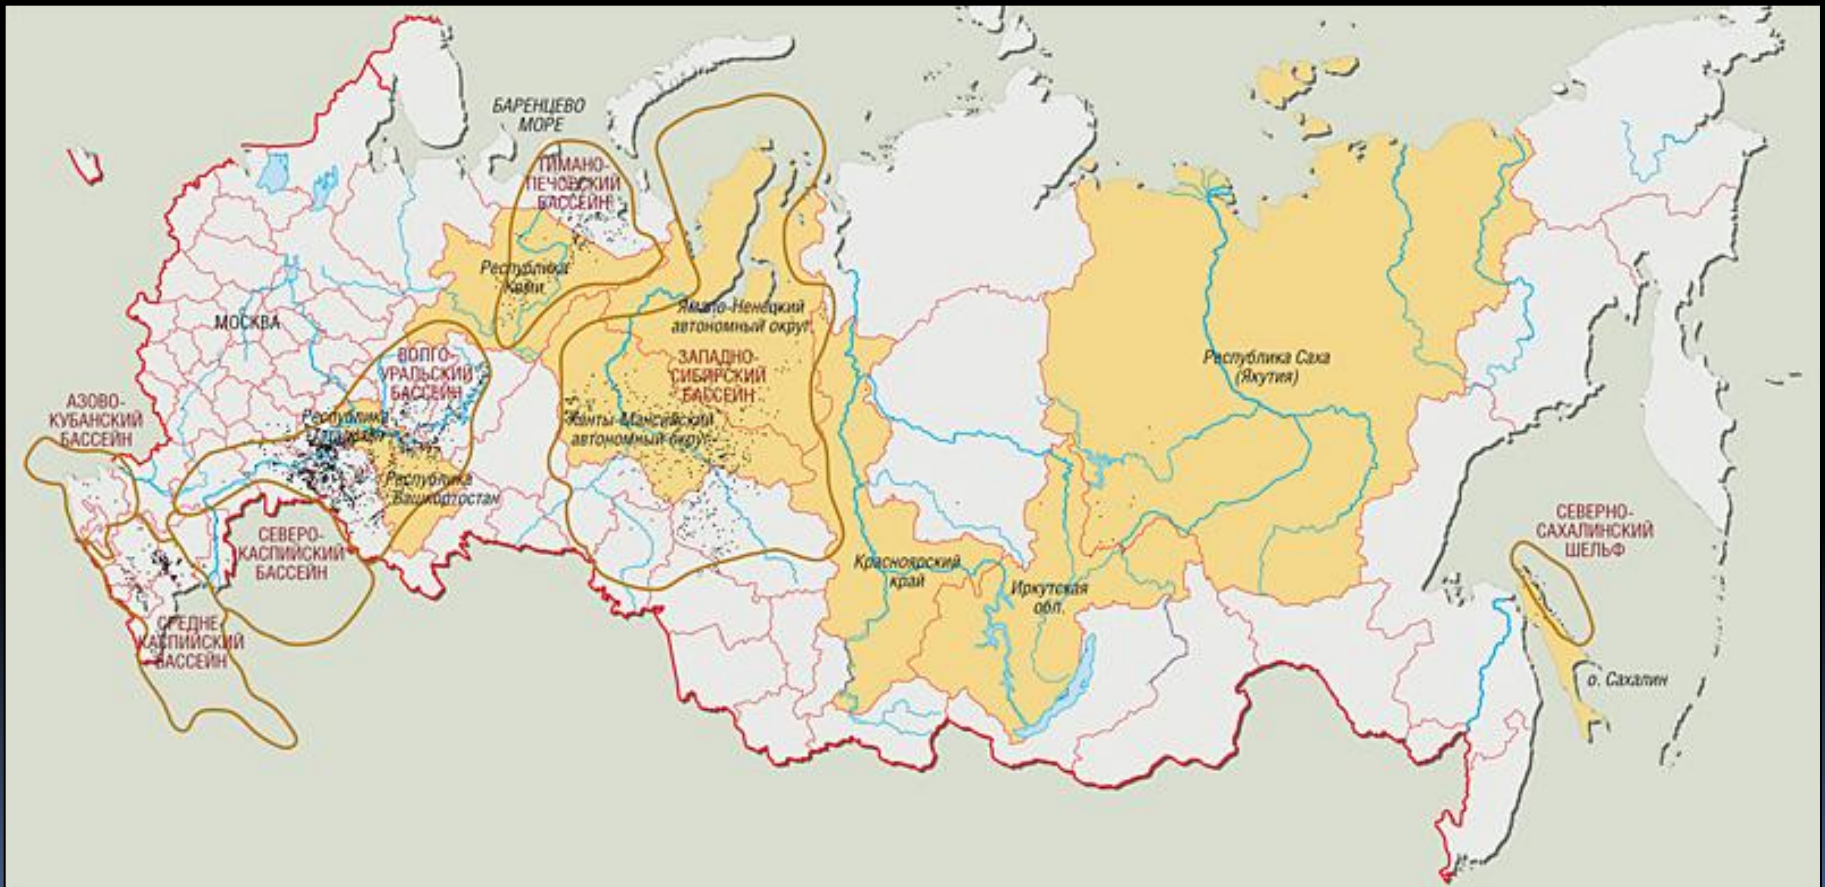 БАРЕНЦЕВО
МОРЕ
ТИМАНО-
ПЕЧОРСКИЙ
БАССЕЙН
Республика
Коми
Ямало-Ненецкий
автономный округ
МОСКВА
ВОЛГО-
УРАЛЬСКИЙ
БАССЕЙН
ЗАПАДНО-
СИБИРСКИЙ
БАССЕЙН
Республика Саха
(Якутия)
АЗОВО-
КУБАНСКИЙ
БАССЕЙН
Республика
Ханты-Мансийский
автономный округ
Республика
Башкортостан
СЕВЕРО-
КАСПИЙСКИЙ
БАССЕЙН
СЕВЕРНО-
САХАЛИНСКИЙ
ШЕЛЬФ
Красноярский
край
Иркутская
обл.
СРЕДНЕ-
КАСПИЙСКИЙ
БАССЕЙН
о. Сахалин